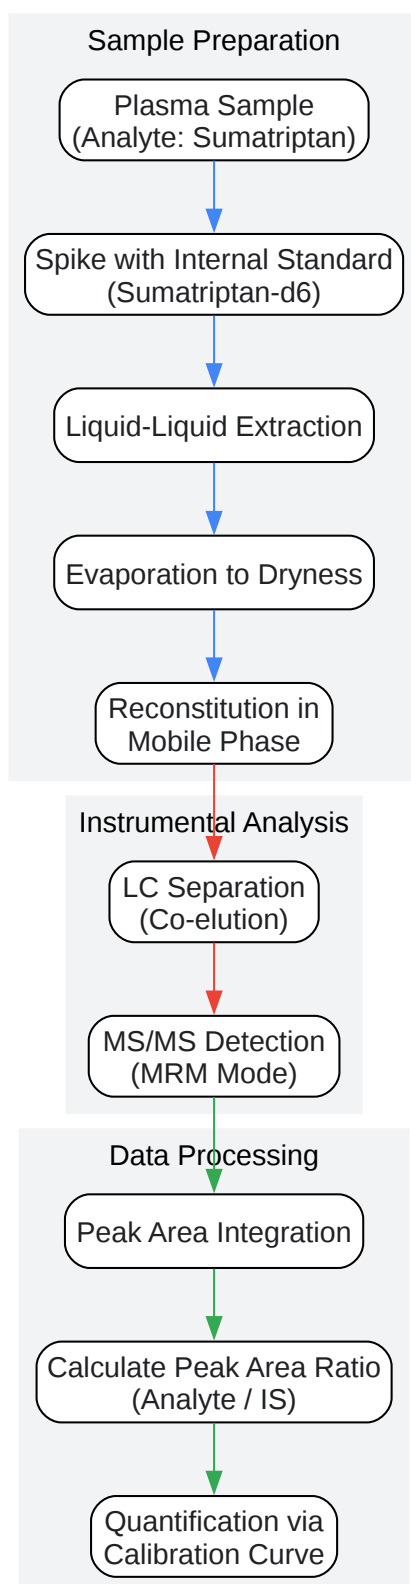 Sample Preparation
Plasma Sample
(Analyte: Sumatriptan)
Spike with Internal Standard
(Sumatriptan-d6)
Liquid-Liquid Extraction
Evaporation to Dryness
Reconstitution in
Mobile Phase
Instrumental Analysis
LC Separation
(Co-elution)
MS/MS Detection
(MRM Mode)
Data Processing
Peak Area Integration
Calculate Peak Area Ratio
(Analyte / IS)
Quantification via
Calibration Curve